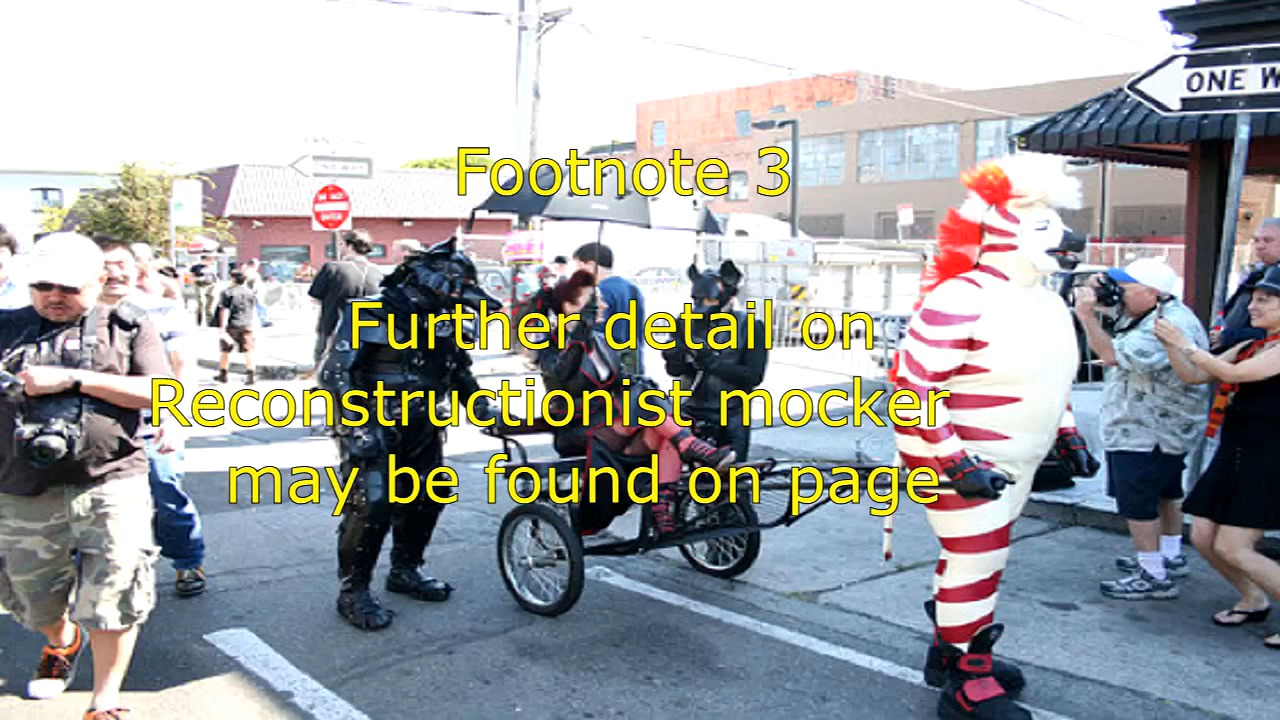 ONE W
Footnote 3
Further detail on
Reconstructionist mocker
may be found on page